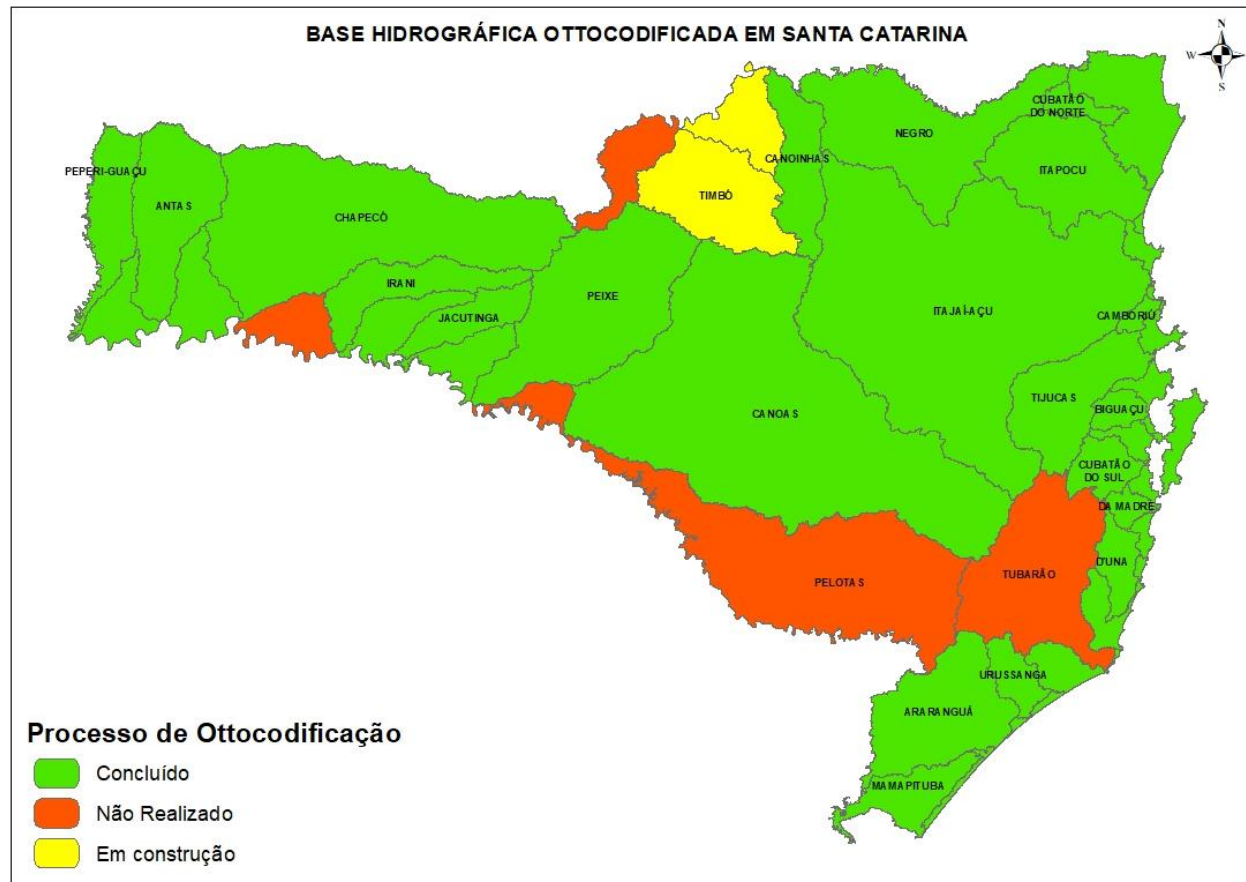 BASE HIDROGRÁFICA OTTOCODIFICADA EM SANTA CATARINA
N
W
E
S
CUBATÃO
DO NORTE
NEGRO
CANOINHAS
PEPERI-GUAÇU
ITAPOCU
TIMBÓ
ANTAS
CHAPECÓ
IRANI
PEIXE
JACUTINGA
ITAJAÍ-AÇU
CAMBORIÚ
TIJUCAS
BIGUAÇU
CANOAS
CUBATÃO
DO SUL
DA MADRE
D'UNA
TUBARÃO
PELOTAS
URUSSANGA
ARARANGUÁ
MAMAPITUBA
Processo de Ottocodificação
Concluído
Não Realizado
Em construção